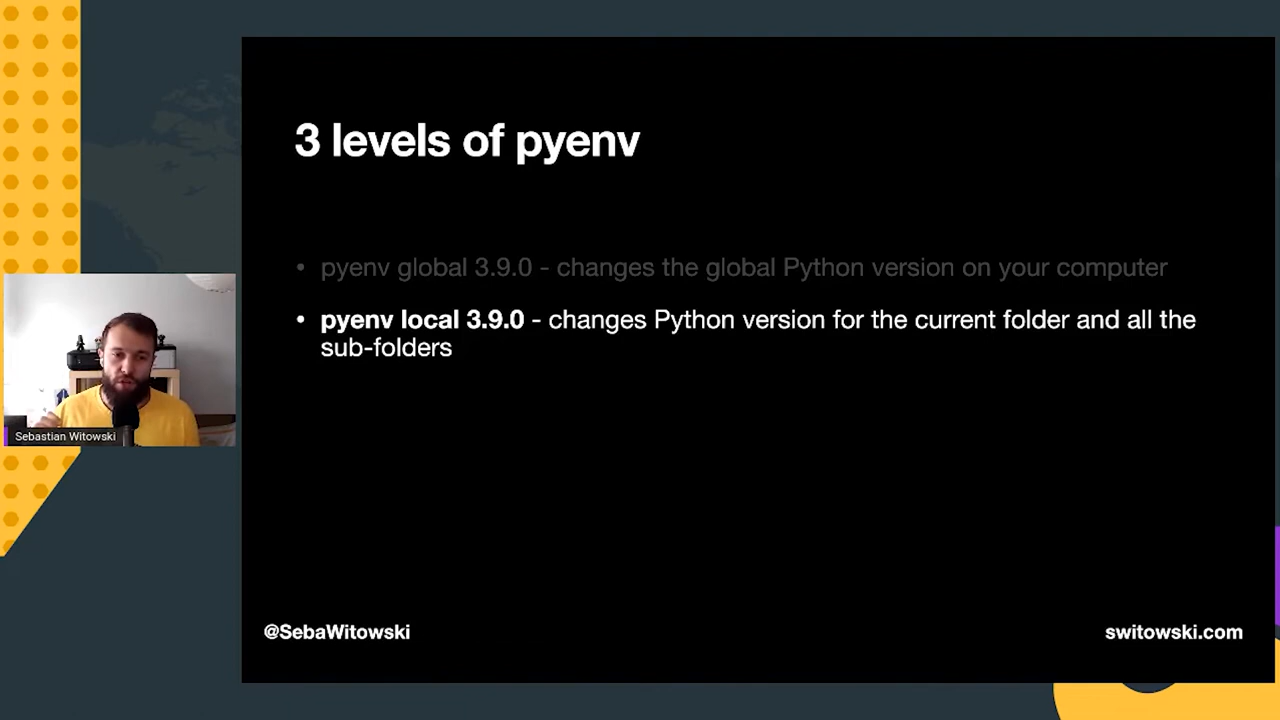 3 levels of pyenv
• pyenv global 3.9.0 - changes the global Python version on your computer
• pyenv local 3.9.0 - changes Python version for the current folder and all the
sub-folders
Sebastian Witowski
@SebaWitowski
switowski.com